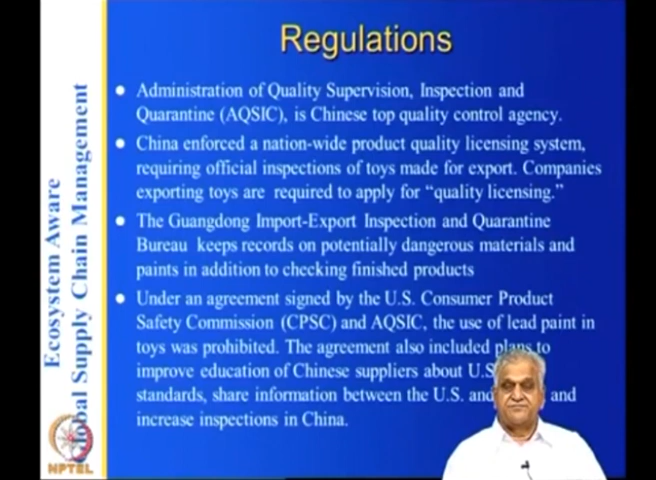 Regulations
Administration of Quality Supervision, Inspection and
Quarantine (AQSIC), is Chinese top quality control agency.
China enforced a nation-wide product quality licensing system,
requiring official inspections of toys made for export. Companies
exporting toys are required to apply for “quality licensing.”
The Guangdong Import-Export Inspection and Quarantine
Bureau keeps records on potentially dangerous materials and
paints in addition to checking finished products
Under an agreement signed by the U.S. Consumer Product
Safety Commission (CPSC) and AQSIC, the use of lead paint in
toys was prohibited. The agreement also included plans to
improve education of Chinese suppliers about U.S
standards, share information between the U.S. and and
increase inspections in China.
Ecosystem Aware
Global Supply Chain Management
NPTEL